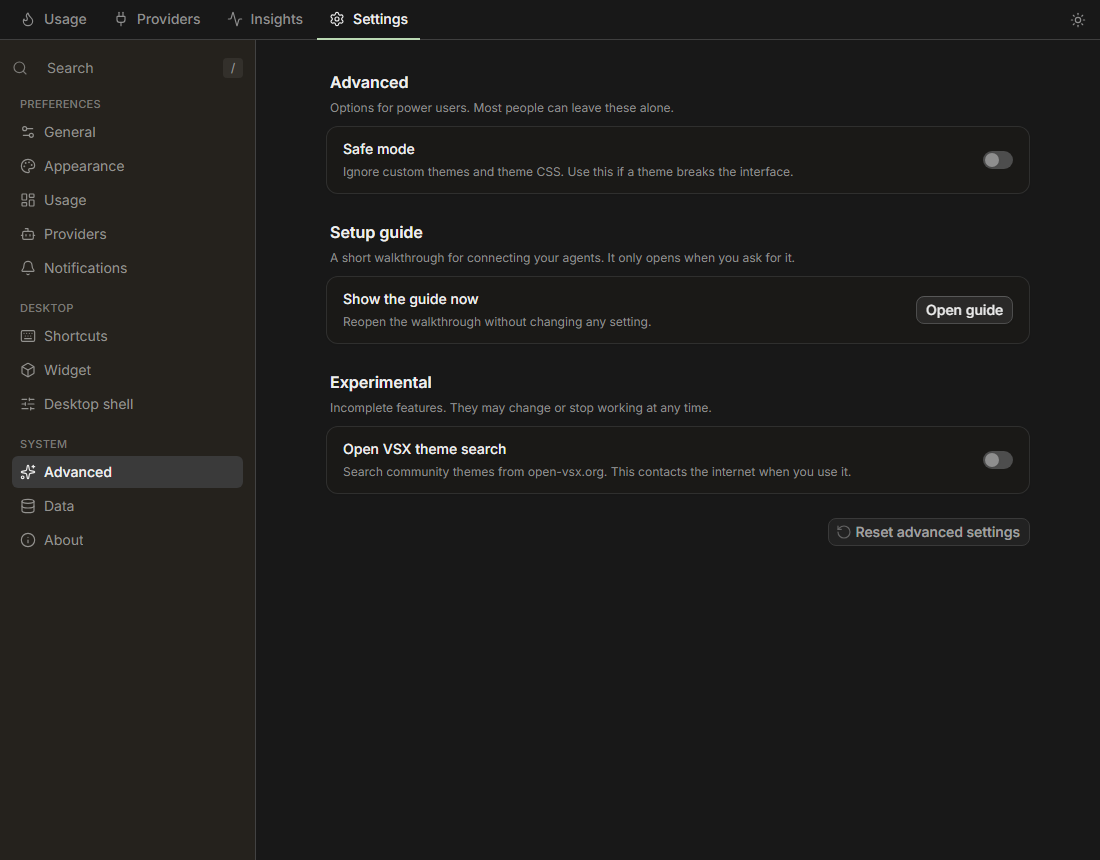 Usage
Providers
Insights
Settings
Search
/
PREFERENCES
General
Appearance
Usage
Providers
Notifications
DESKTOP
Shortcuts
Widget
Desktop shell
SYSTEM
Advanced
Data
About
Advanced
Options for power users. Most people can leave these alone.
Safe mode
Ignore custom themes and theme CSS. Use this if a theme breaks the interface.
Setup guide
A short walkthrough for connecting your agents. It only opens when you ask for it.
Show the guide now
Reopen the walkthrough without changing any setting.
Open guide
Experimental
Incomplete features. They may change or stop working at any time.
Open VSX theme search
Search community themes from open-vsx.org. This contacts the internet when you use it.
Reset advanced settings